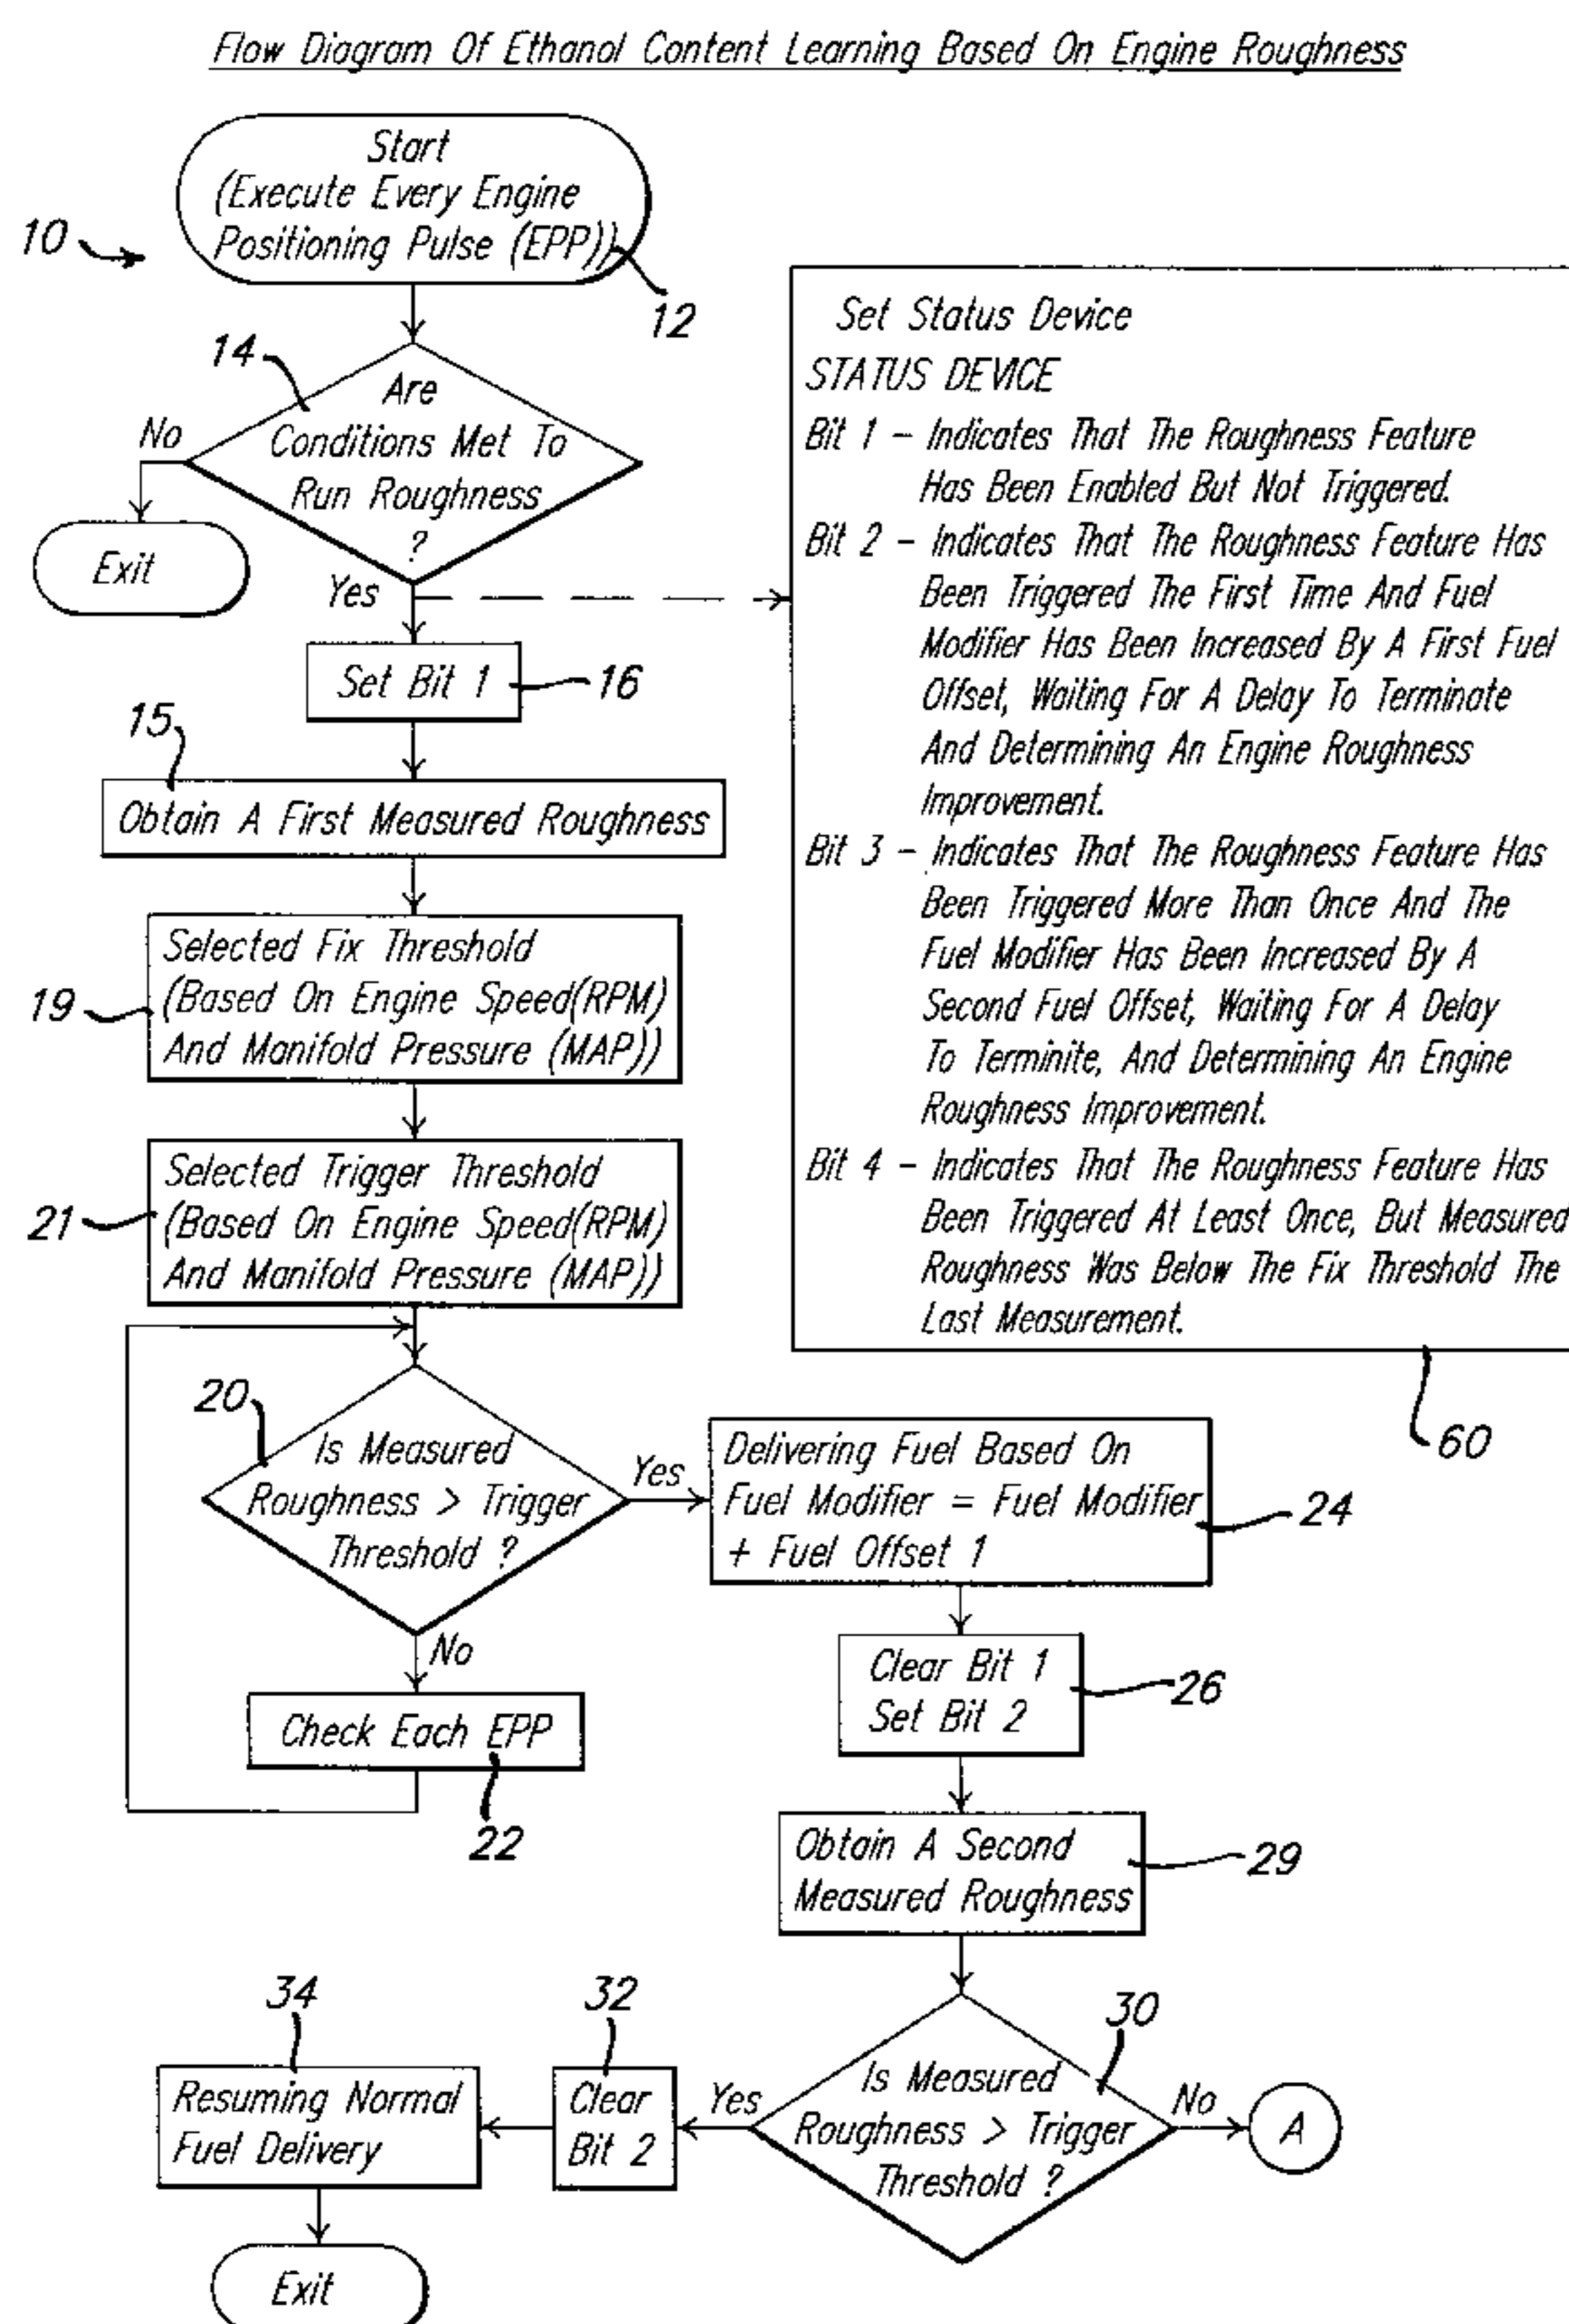 Flow Diagram Of Ethanol Content Learning Based On Engine Roughness
Start
(Execute Every Engine
Positioning Pulse (EPP))
10
12
14
Are
Conditions Met To
Run Roughness
?
No
Exit
Yes
Set Bit 1
16
15
Obtain A First Measured Roughness
Selected Fix Threshold
(Based On Engine Speed(RPM)
And Manifold Pressure (MAP))
19
Selected Trigger Threshold
(Based On Engine Speed(RPM)
And Manifold Pressure (MAP))
21
Set Status Device
STATUS DEVICE
Bit 1 - Indicates That The Roughness Feature
Has Been Enabled But Not Triggered.
Bit 2 - Indicates That The Roughness Feature Has
Been Triggered The First Time And Fuel
Modifier Has Been Increased By A First Fuel
Offset, Waiting For A Delay To Terminate
And Determining An Engine Roughness
Improvement.
Bit 3 - Indicates That The Roughness Feature Has
Been Triggered More Than Once And The
Fuel Modifier Has Been Increased By A
Second Fuel Offset, Waiting For A Delay
To Terminite, And Determining An Engine
Roughness Improvement.
Bit 4 - Indicates That The Roughness Feature Has
Been Triggered At Least Once, But Measured
Roughness Was Below The Fix Threshold The
Last Measurement.
60
20
Is Measured
Roughness > Trigger
Threshold ?
Yes
No
Check Each EPP
22
Delivering Fuel Based On
Fuel Modifier = Fuel Modifier
+ Fuel Offset 1
24
Clear Bit 1
Set Bit 2
26
Obtain A Second
Measured Roughness
29
30
Is Measured
Roughness > Trigger
Threshold ?
No
A
Yes
32
Clear
Bit 2
34
Resuming Normal
Fuel Delivery
Exit